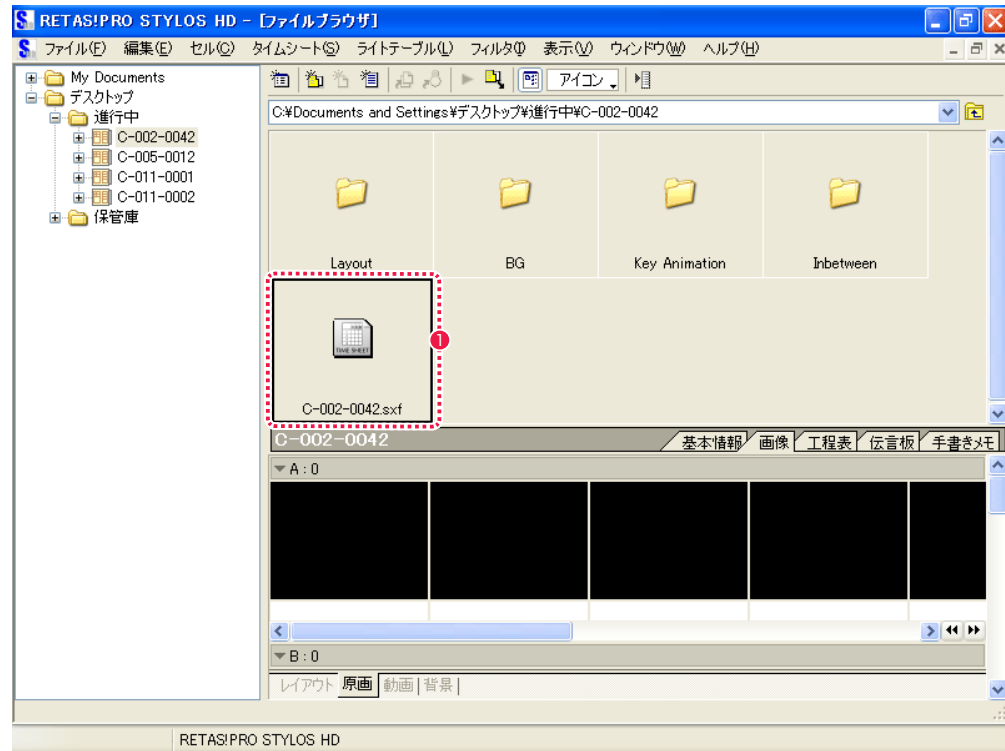 RETAS!PRO STYLOS HD - [ファイルブラウザ]
ファイル(F) 編集(E) セル(C) タイムシート(S) ライトテーブル(L) フィルタ(I) 表示(V) ウィンドウ(W) ヘルプ(H)
My Documents
デスクトップ
進行中
C-002-0042
C-005-0012
C-011-0001
C-011-0002
保管庫
アイコン
C:¥Documents and Settings¥デスクトップ¥進行中¥C-002-0042
Layout BG Key Animation Inbetween
TIME SHEET
1
C-002-0042.sxf
C-002-0042 基本情報 画像 工程表 伝言板 手書きメモ
A : 0
B : 0
レイアウト 原画 動画 背景
RETAS!PRO STYLOS HD